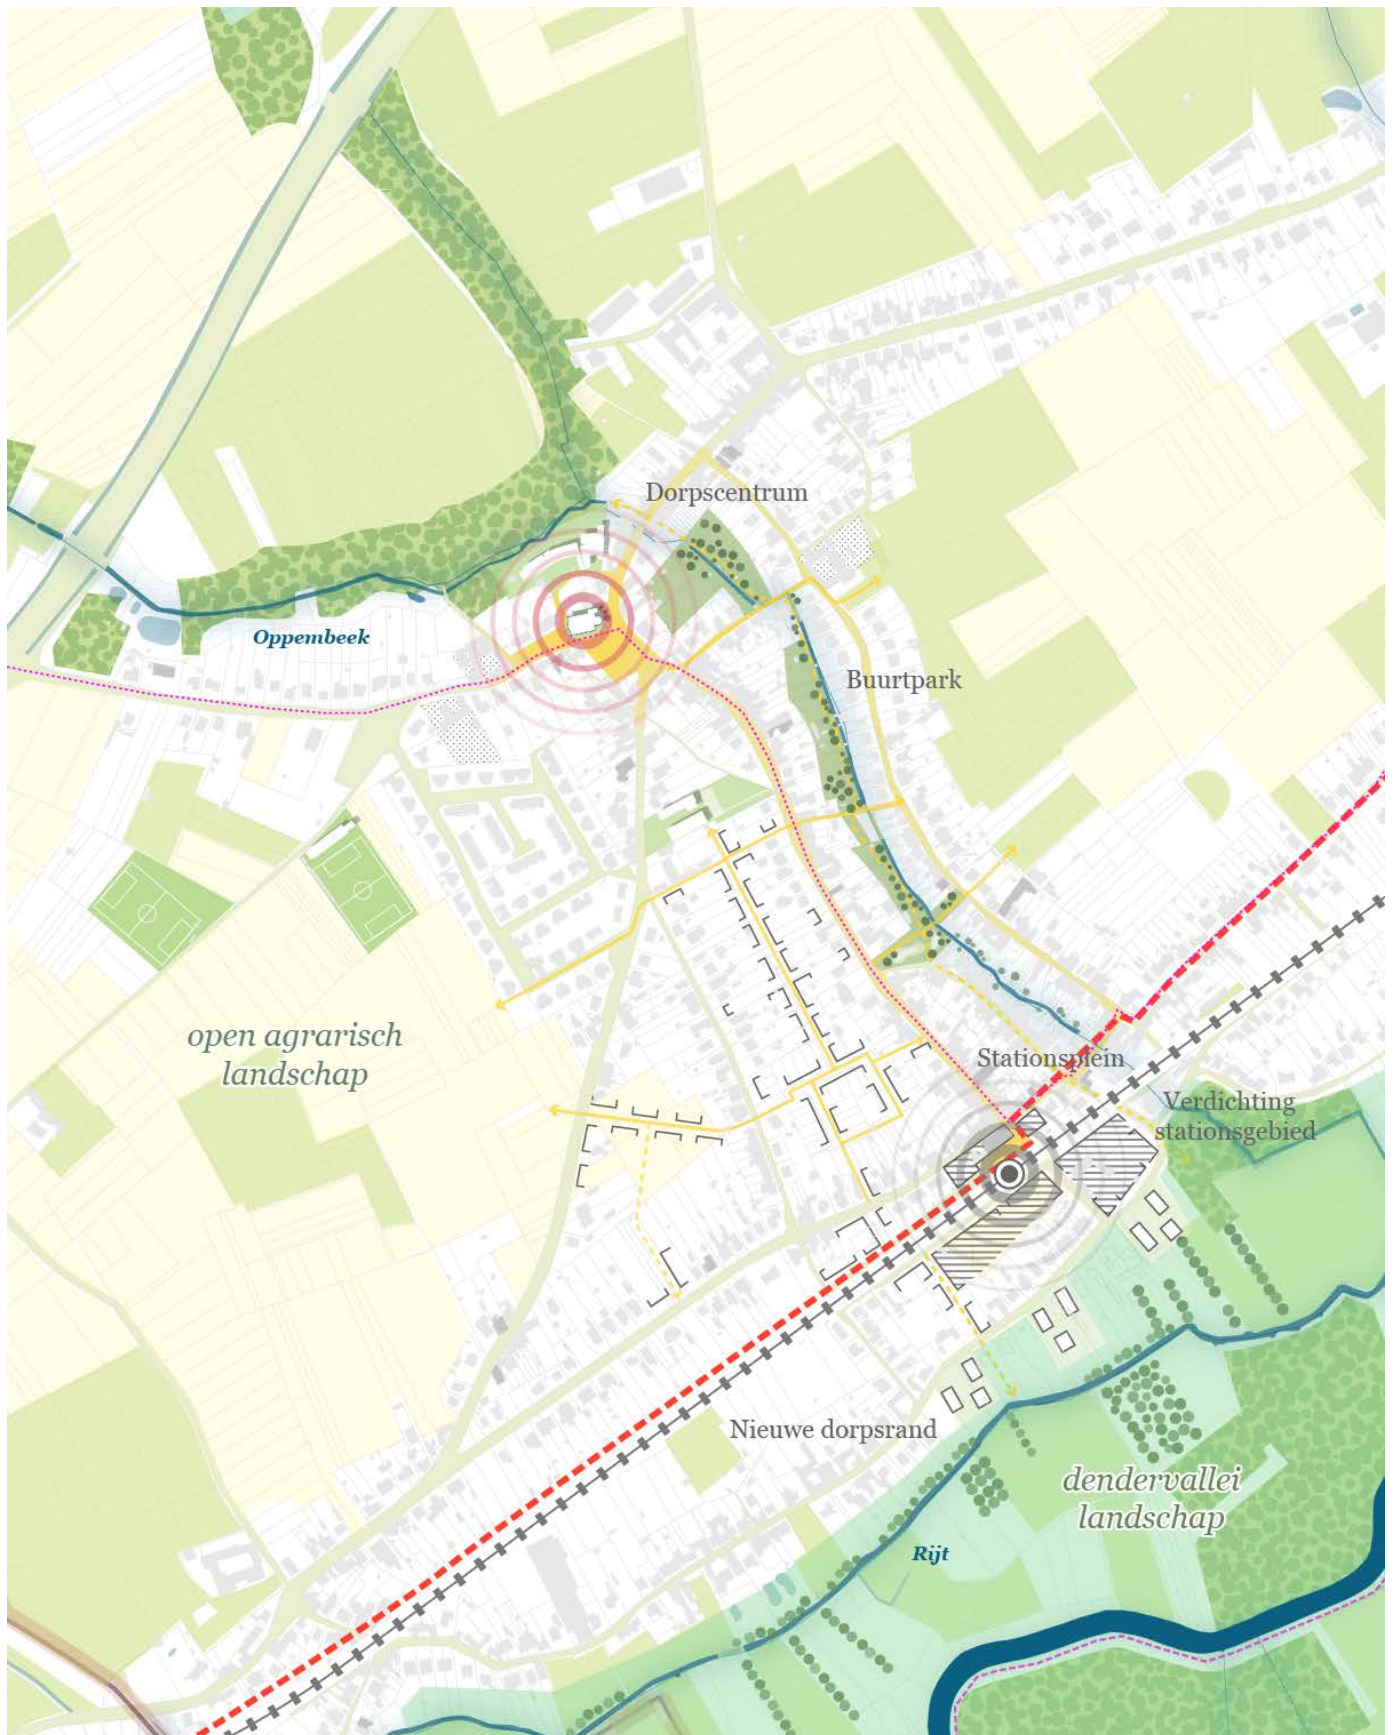 Dorpscentrum
Oppembeek
Buurtpark
open agrarisch
landschap
Stationsplein
Verdichting
stationsgebied
Nieuwe dorpsrand
dendervallei
landschap
Rijt